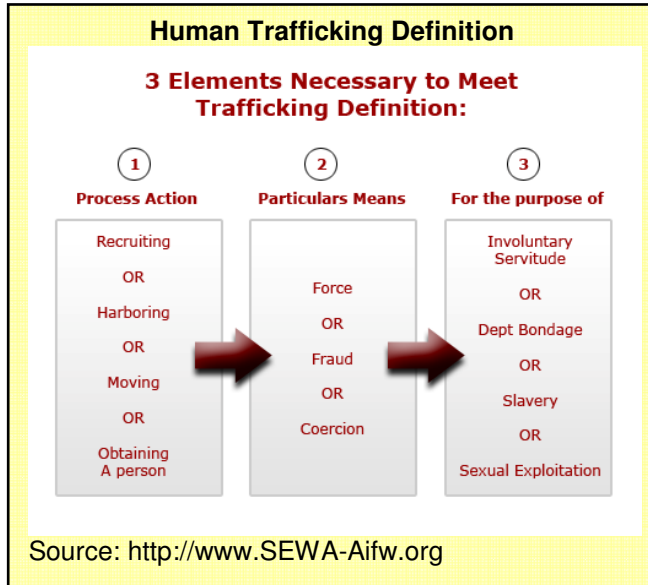 Human Trafficking Definition
3 Elements Necessary to Meet
Trafficking Definition:
1
Process Action
Recruiting
OR
Harboring
OR
Moving
OR
Obtaining
A person
2
Particulars Means
Force
OR
Fraud
OR
Coercion
3
For the purpose of
Involuntary
Servitude
OR
Dept Bondage
OR
Slavery
OR
Sexual Exploitation
Source: http://www.SEWA-Aifw.org